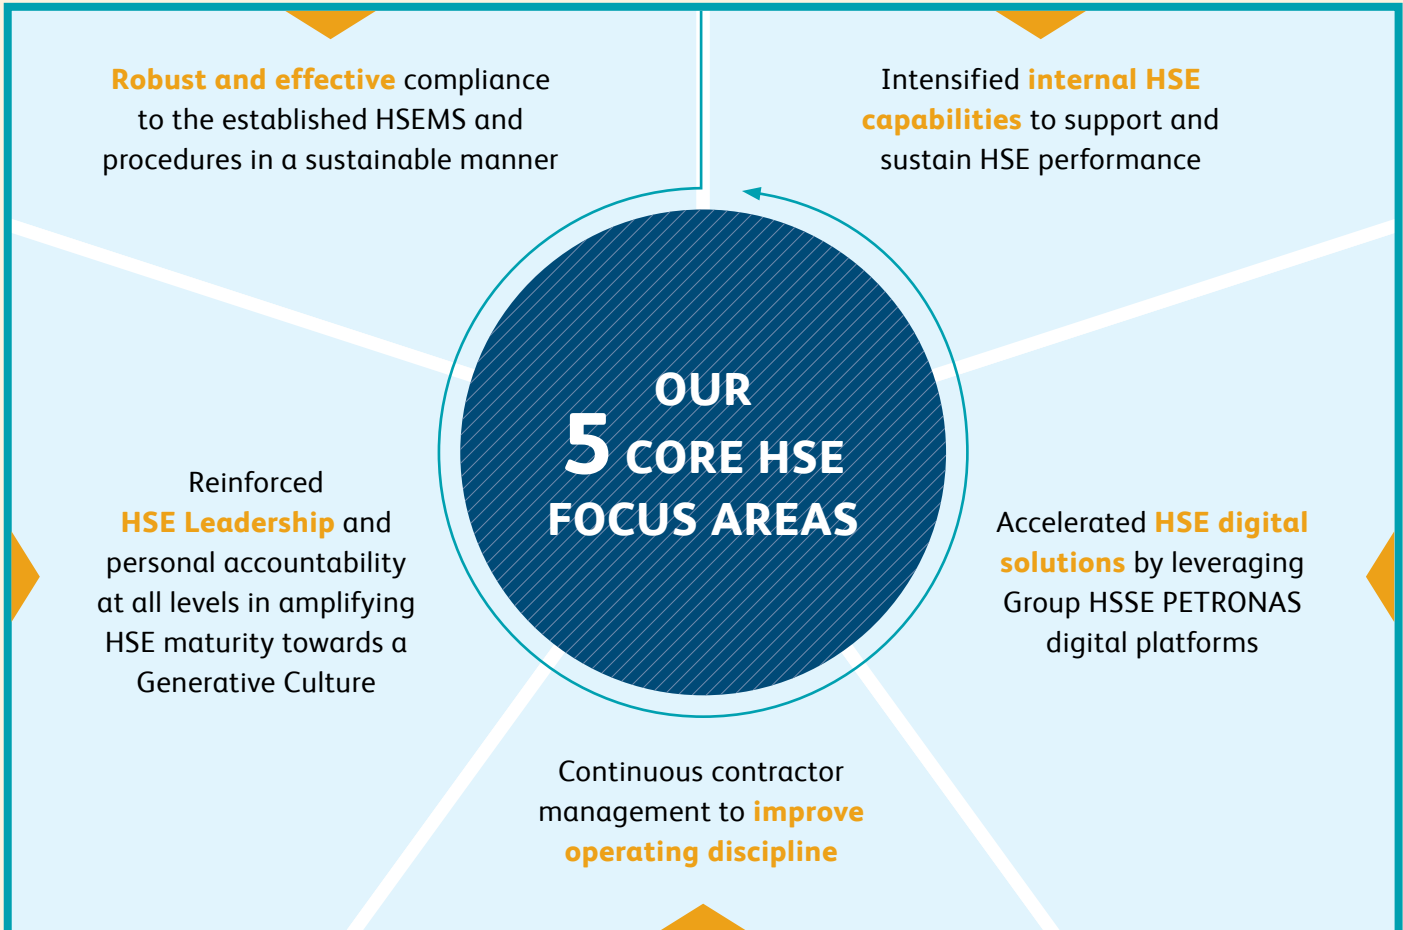 Robust and effective compliance
to the established HSEMS and
procedures in a sustainable manner
Intensified internal HSE
capabilities to support and
sustain HSE performance
OUR
5 CORE HSE
FOCUS AREAS
Reinforced
HSE Leadership and
personal accountability
at all levels in amplifying
HSE maturity towards a
Generative Culture
Accelerated HSE digital
solutions by leveraging
Group HSSE PETRONAS
digital platforms
Continuous contractor
management to improve
operating discipline